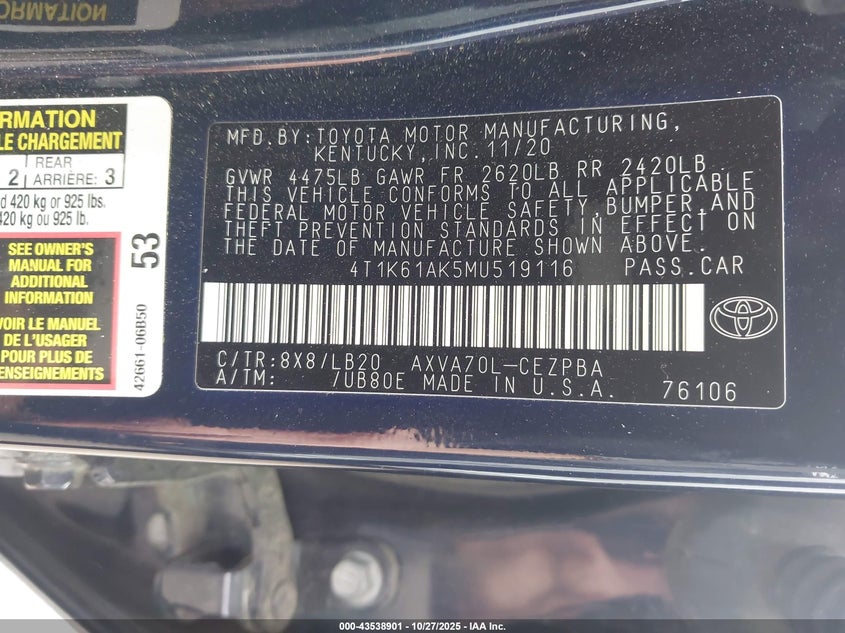 ORMATION
RMATION
LE CHARGEMENT
REAR
2 ARRIÈRE: 3
d 420 kg or 925 lbs.
420 kg ou 925 lb.
SEE OWNER'S
MANUAL FOR
ADDITIONAL
INFORMATION
VOIR LE MANUEL
DE L'USAGER
POUR PLUS DE
RENSEIGNEMENTS
53
42661-06B50
MFD.BY:TOYOTA MOTOR MANUFACTURING,
KENTUCKY,INC.11/20
GVWR 4475LB GAWR FR 2620LB RR 2420LB
THIS VEHICLE CONFORMS TO ALL APPLICABLE
FEDERAL MOTOR VEHICLE SAFETY,BUMPER,AND
THEFT PREVENTION STANDARDS IN EFFECT ON
THE DATE OF MANUFACTURE SHOWN ABOVE.
4T1K61AK5MU519116 PASS.CAR
C/TR:8X8/LB20 AXVA70L-CEZPBA
A/TM: /UB80E MADE IN U.S.A. 76106
000-43538901 - 10/27/2025 - IAA Inc.